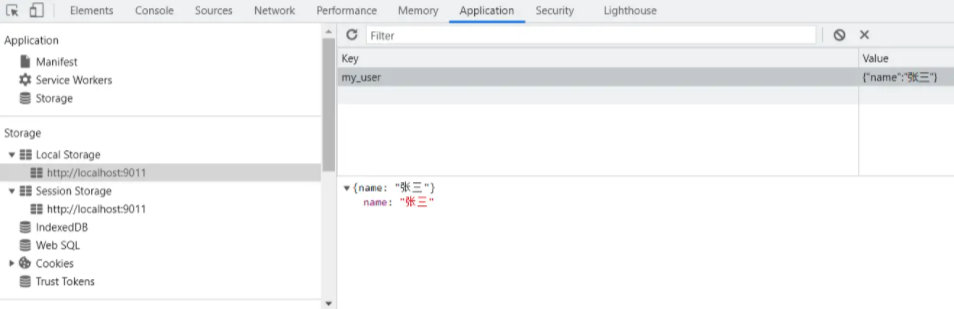 Elements Console Sources Network Performance Memory Application Security Lighthouse
Application
Manifest
Service Workers
Storage
Storage
Local Storage
http://localhost:9011
Session Storage
http://localhost:9011
IndexedDB
Web SQL
Cookies
Trust Tokens
Filter
Key Value
my_user {"name":"张三"}
{name: "张三"}
name: "张三"